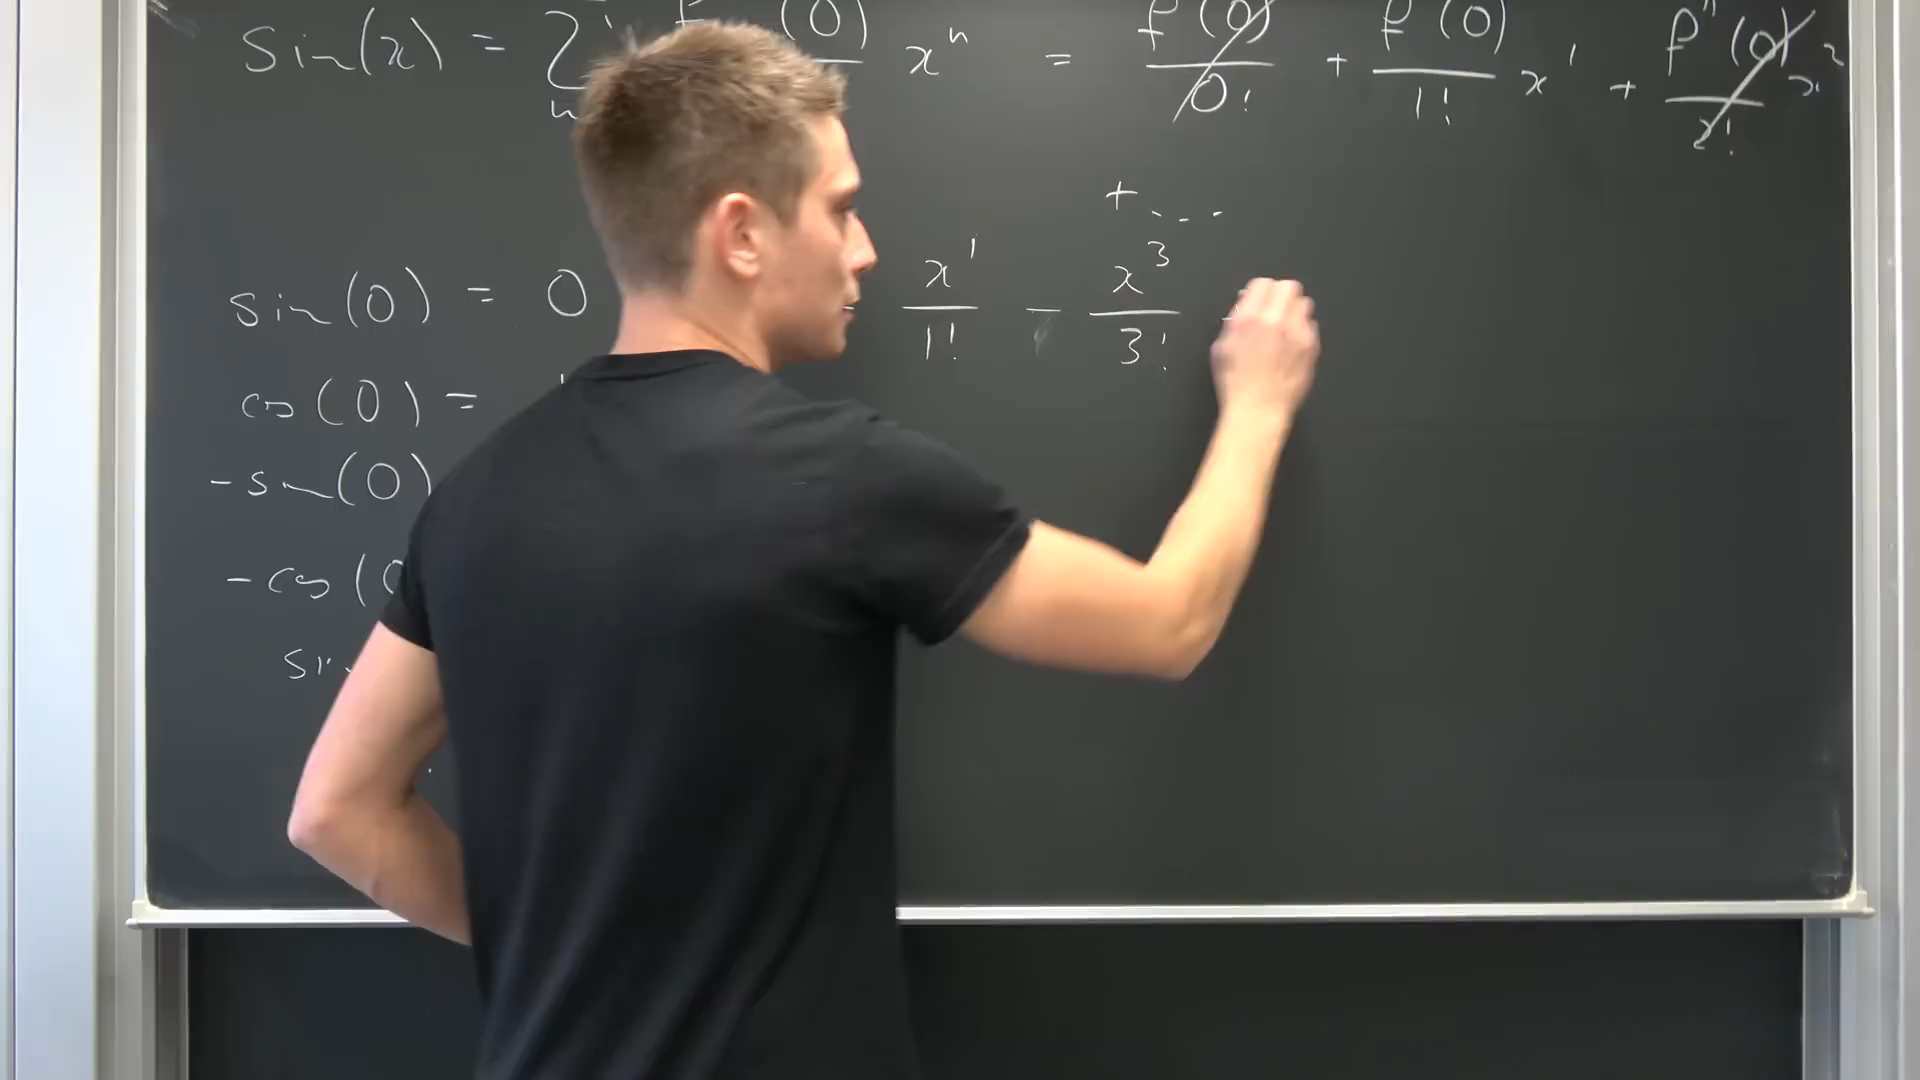 sin(x) = Σ (0) x^n = f(0)/0! + f'(0)/1! x^1 + f''(0)/2! x^2
+ ...
sin(0) = 0
x^1/1! - x^3/3!
cos(0) =
-sin(0)
-cos(0
sin